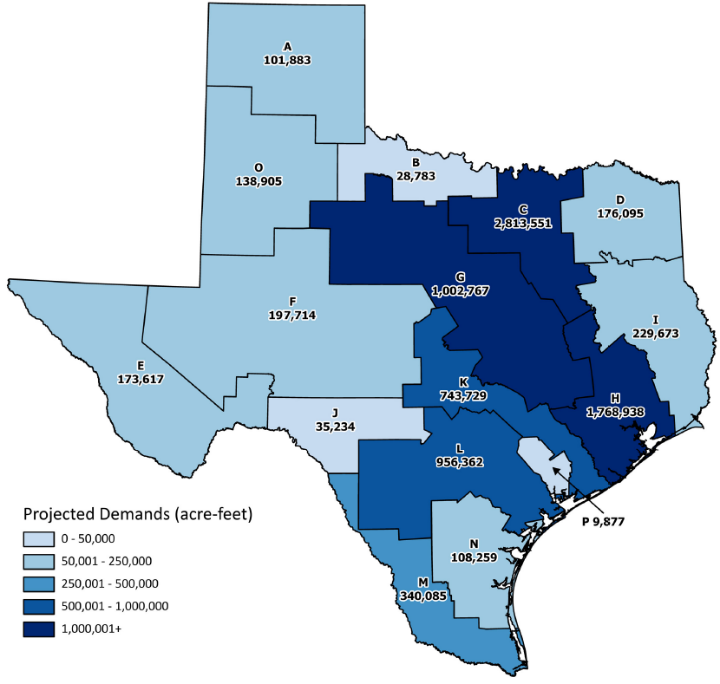 A
101,883
B
28,783
O
138,905
C
2,813,551
D
176,095
G
1,002,767
F
197,714
I
229,673
E
173,617
K
743,729
H
1,768,938
J
35,234
L
956,362
P 9,877
N
108,259
M
340,085
Projected Demands (acre-feet)
0 - 50,000
50,001 - 250,000
250,001 - 500,000
500,001 - 1,000,000
1,000,001+